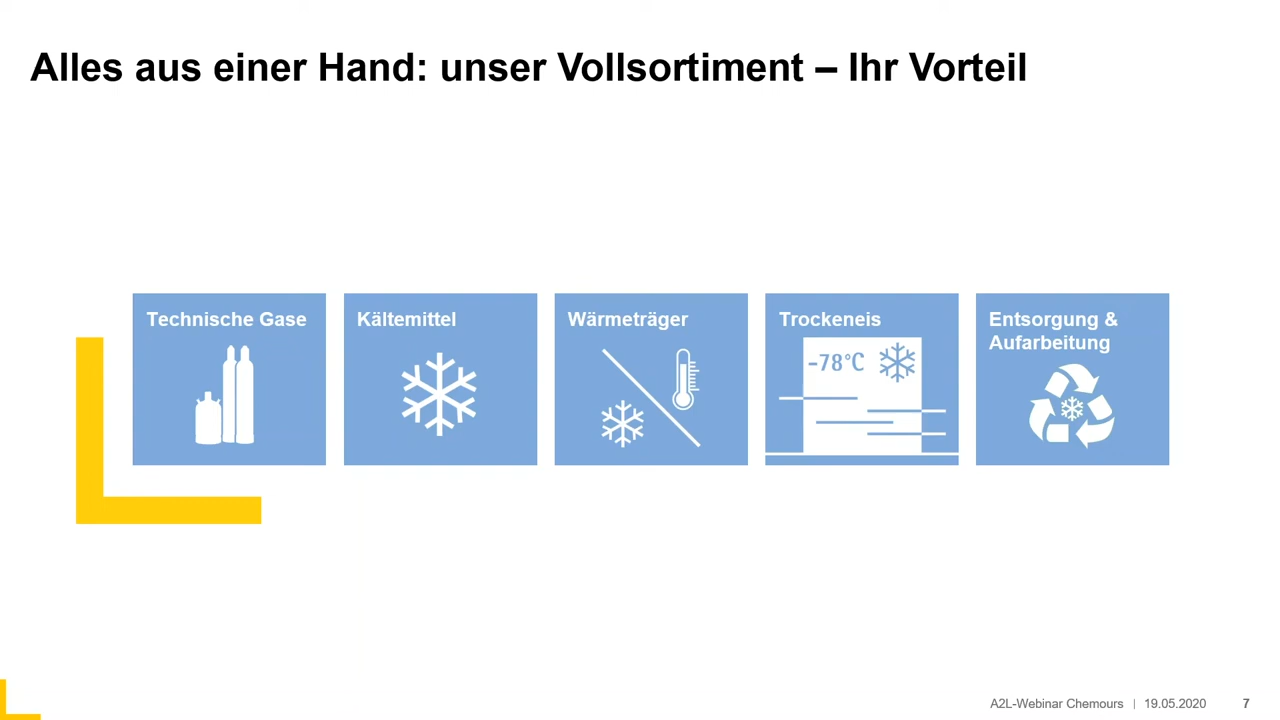 Alles aus einer Hand: unser Vollsortiment – Ihr Vorteil
Technische Gase
Kältemittel
Wärmeträger
Trockeneis
-78°C
Entsorgung &
Aufarbeitung
A2L-Webinar Chemours | 19.05.2020 7